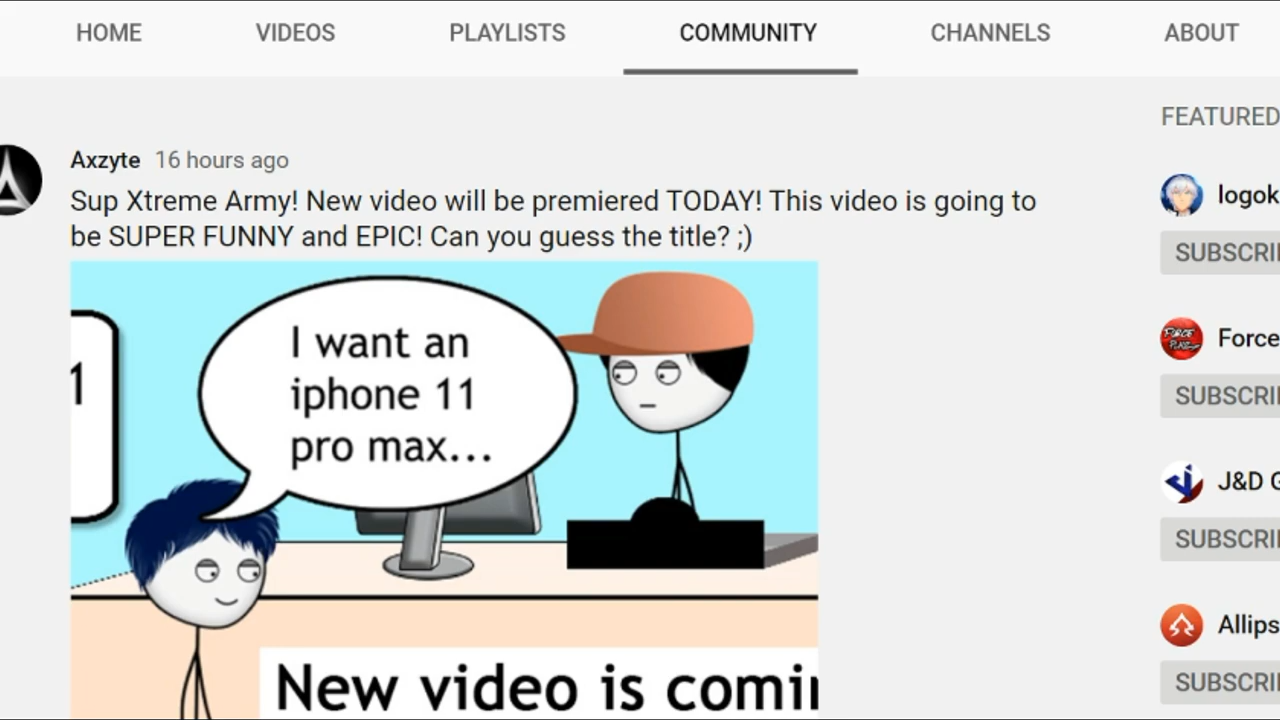 HOME VIDEOS PLAYLISTS COMMUNITY CHANNELS ABOUT
FEATURED
Axzyte 16 hours ago
Sup Xtreme Army! New video will be premiered TODAY! This video is going to
be SUPER FUNNY and EPIC! Can you guess the title? ;)
1
I want an
iphone 11
pro max...
New video is comin
logok
SUBSCRI
Force
SUBSCRI
J&D G
SUBSCRI
Allips
SUBSCRI